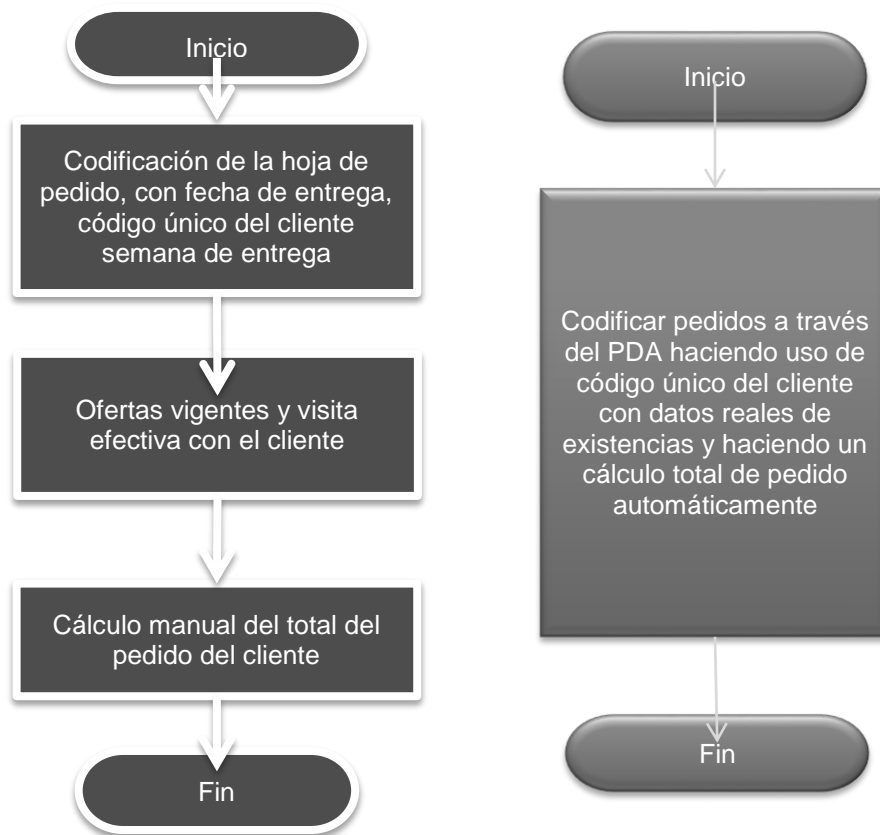 Inicio
Codificación de la hoja de
pedido, con fecha de entrega,
código único del cliente
semana de entrega
Ofertas vigentes y visita
efectiva con el cliente
Cálculo manual del total del
pedido del cliente
Fin
Inicio
Codificar pedidos a través
del PDA haciendo uso de
código único del cliente
con datos reales de
existencias y haciendo un
cálculo total de pedido
automáticamente
Fin